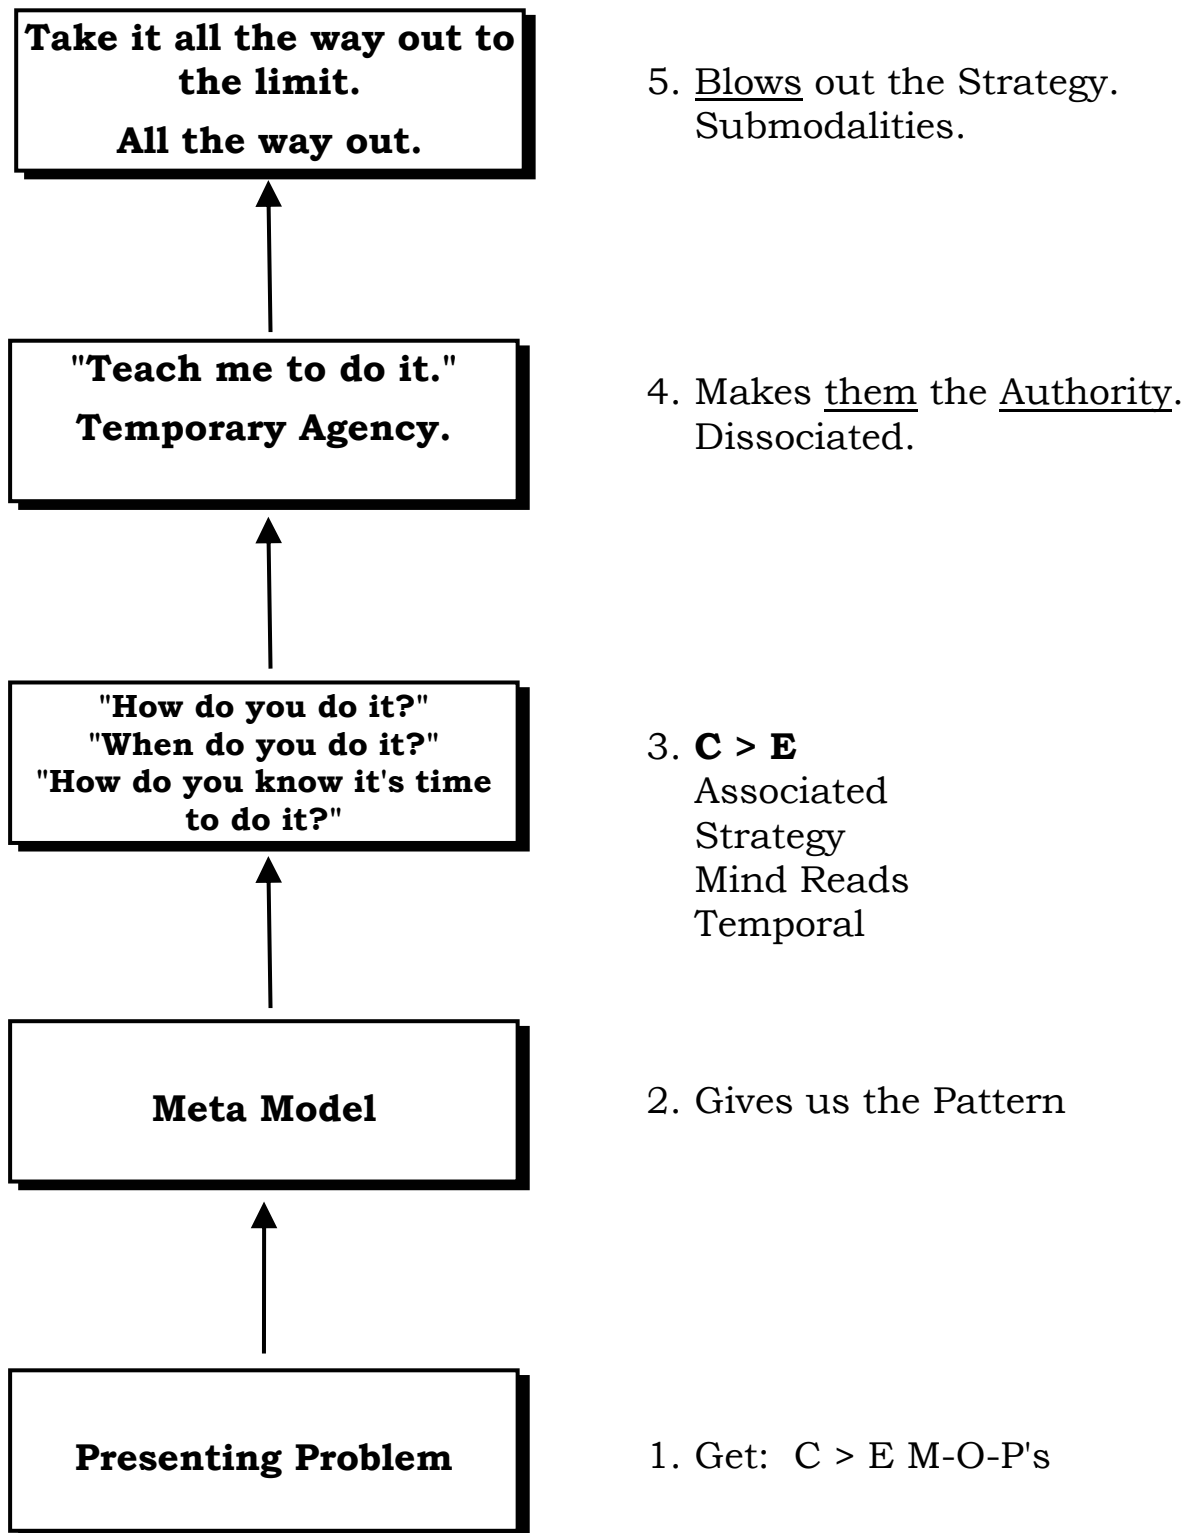 Take it all the way out to
the limit.
All the way out.
5. Blows out the Strategy.
Submodalities.
"Teach me to do it."
Temporary Agency.
4. Makes them the Authority.
Dissociated.
"How do you do it?"
"When do you do it?"
"How do you know it's time
to do it?"
3. C > E
Associated
Strategy
Mind Reads
Temporal
Meta Model
2. Gives us the Pattern
Presenting Problem
1. Get: C > E M-O-P's